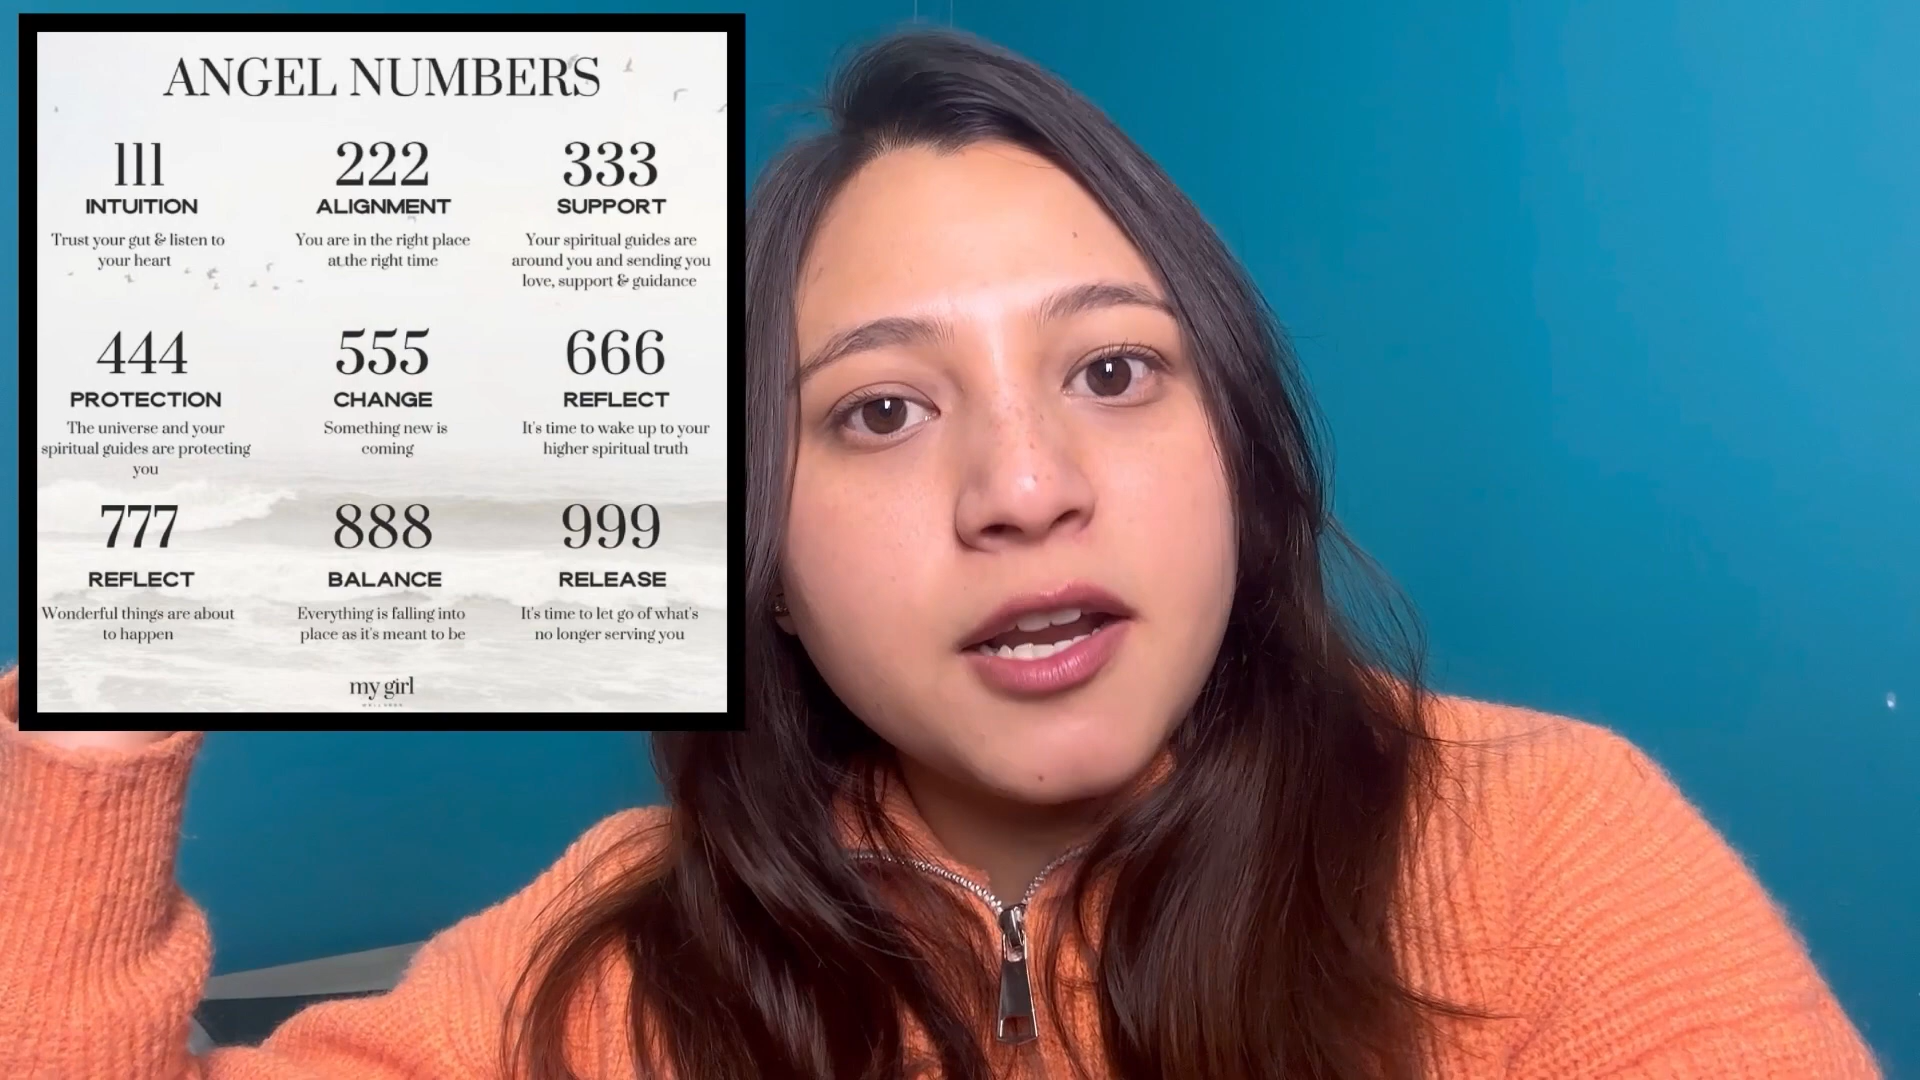 ANGEL NUMBERS
111
INTUITION
Trust your gut & listen to
your heart
222
ALIGNMENT
You are in the right place
at the right time
333
SUPPORT
Your spiritual guides are
around you and sending you
love, support & guidance
444
PROTECTION
The universe and your
spiritual guides are protecting
you
555
CHANGE
Something new is
coming
666
REFLECT
It's time to wake up to your
higher spiritual truth
777
REFLECT
Wonderful things are about
to happen
888
BALANCE
Everything is falling into
place as it's meant to be
999
RELEASE
It's time to let go of what's
no longer serving you
my girl
WELLNESS